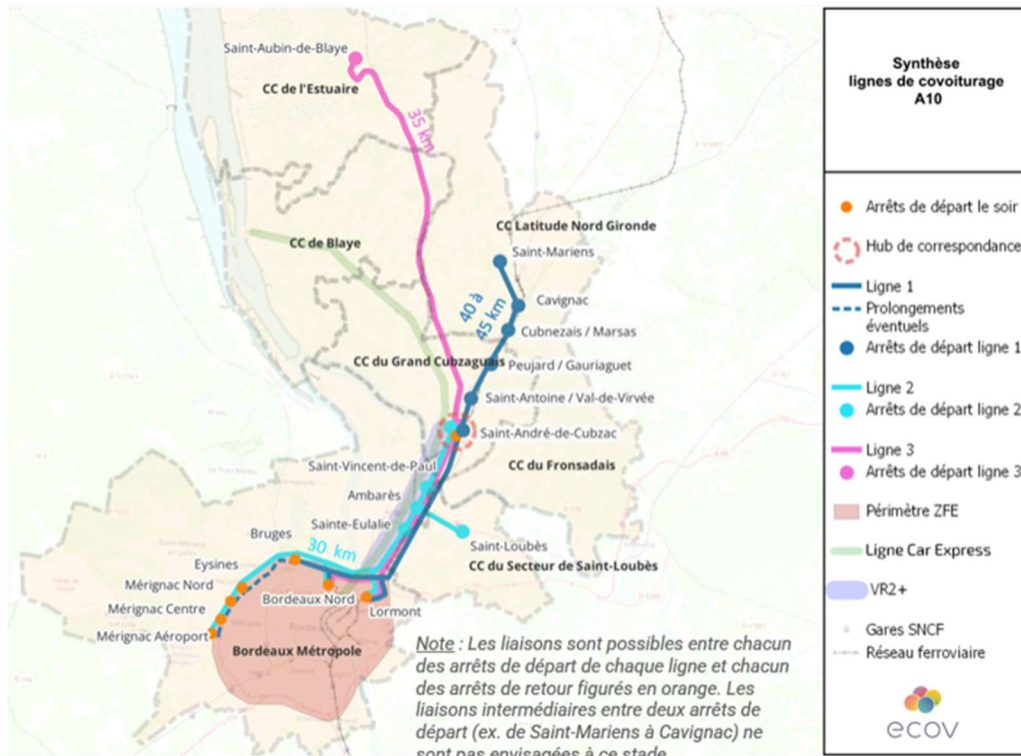 Saint-Aubin-de-Blaye
CC de l'Estuaire
35 km
CC Latitude Nord Gironde
CC de Blaye
Saint-Mariens
40 à
45 km
Cavignac
Cubnezais / Marsas
CC du Grand Cubzaguais
Peujard / Gauriaguet
Saint-Antoine / Val-de-Virvée
Saint-André-de-Cubzac
Saint-Vincent-de-Paul
CC du Fronsadais
Ambarès
Sainte-Eulalie
Bruges
30 km
Saint-Loubès
Eysines
CC du Secteur de Saint-Loubès
Mérignac Nord
Bordeaux Nord
Mérignac Centre
Lormont
Mérignac Aéroport
Bordeaux Métropole
Note : Les liaisons sont possibles entre chacun
des arrêts de départ de chaque ligne et chacun
des arrêts de retour figurés en orange. Les
liaisons intermédiaires entre deux arrêts de
départ (ex. de Saint-Mariens à Cavignac) ne
sont pas envisagées à ce stade
Synthèse
lignes de covoiturage
A10
Arrêts de départ le soir
Hub de correspondance
Ligne 1
Prolongements
éventuels
Arrêts de départ ligne 1
Ligne 2
Arrêts de départ ligne 2
Ligne 3
Arrêts de départ ligne 3
Périmètre ZFE
Ligne Car Express
VR2+
Gares SNCF
Réseau ferroviaire
ecov